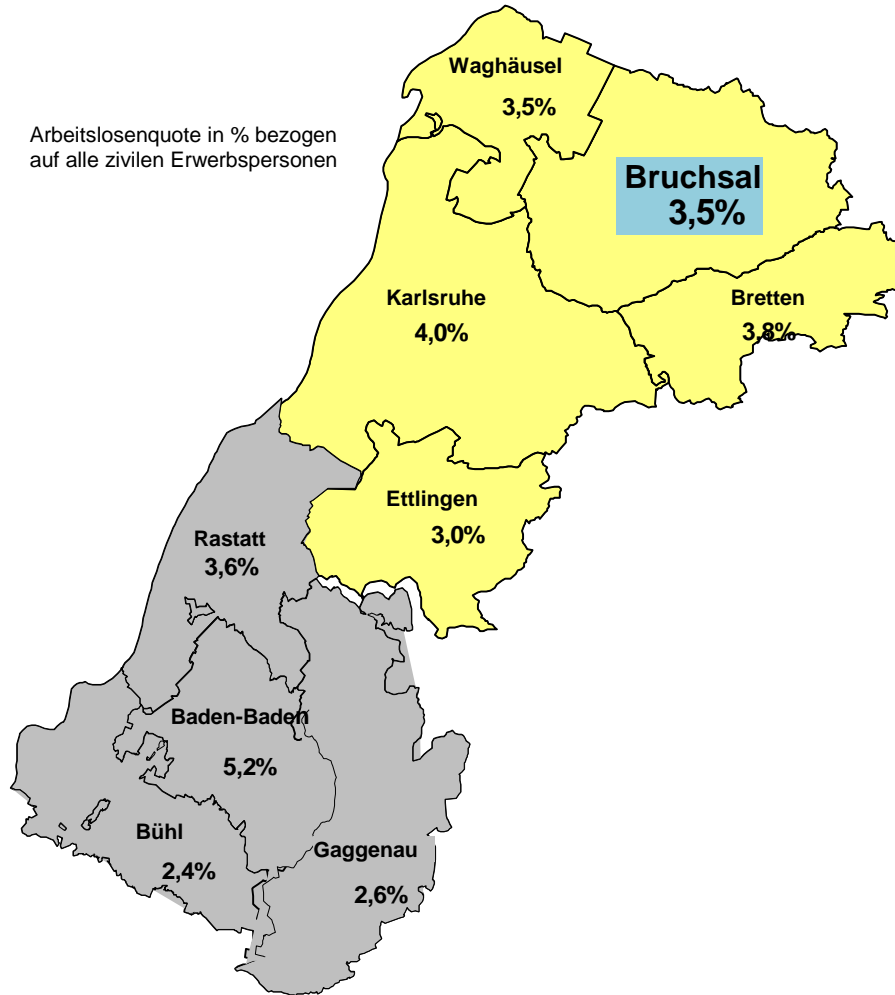 Waghäusel
3,5%
Arbeitslosenquote in % bezogen
auf alle zivilen Erwerbspersonen
Bruchsal
3,5%
Karlsruhe
4,0%
Bretten
3,8%
Ettlingen
3,0%
Rastatt
3,6%
Baden-Baden
5,2%
Bühl
2,4%
Gaggenau
2,6%